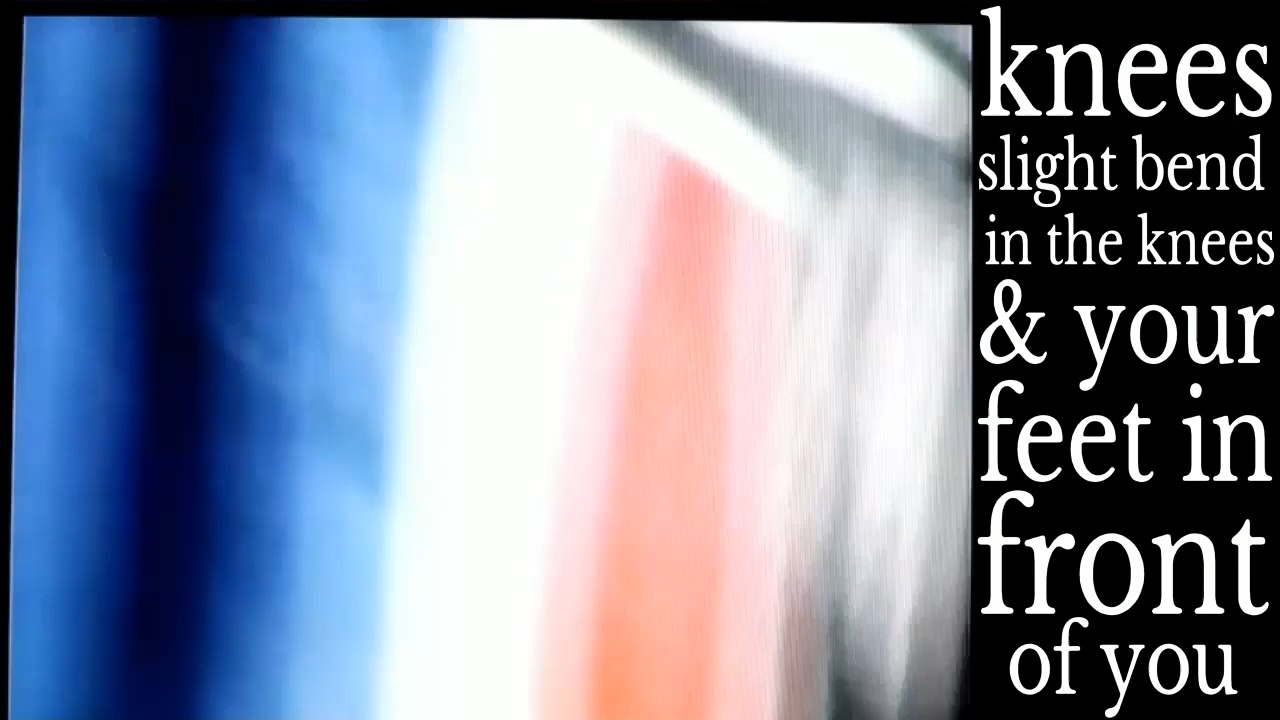 knees
slight bend
in the knees
& your
feet in
front
of you